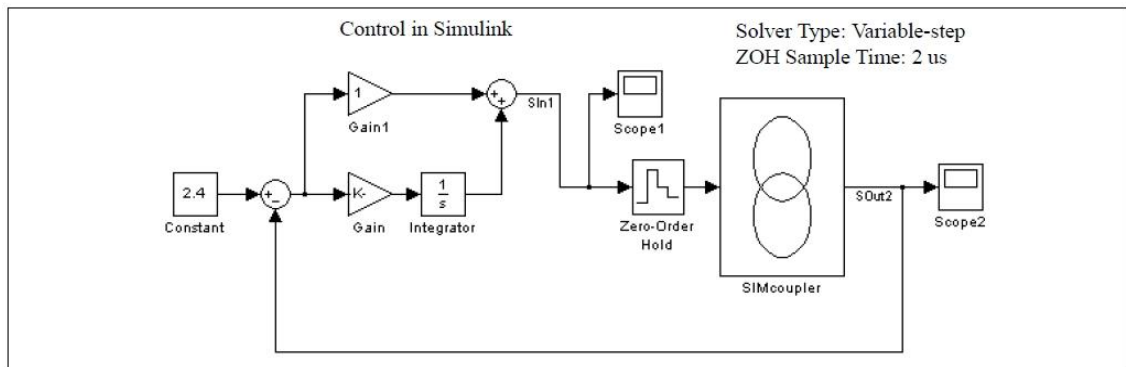 Control in Simulink
Solver Type: Variable-step
ZOH Sample Time: 2 us
1
Gain1
+
+
SIn1
Scope1
2.4
Constant
+
−
K-
Gain
1
s
Integrator
Zero-Order
Hold
SIMcoupler
SOut2
Scope2